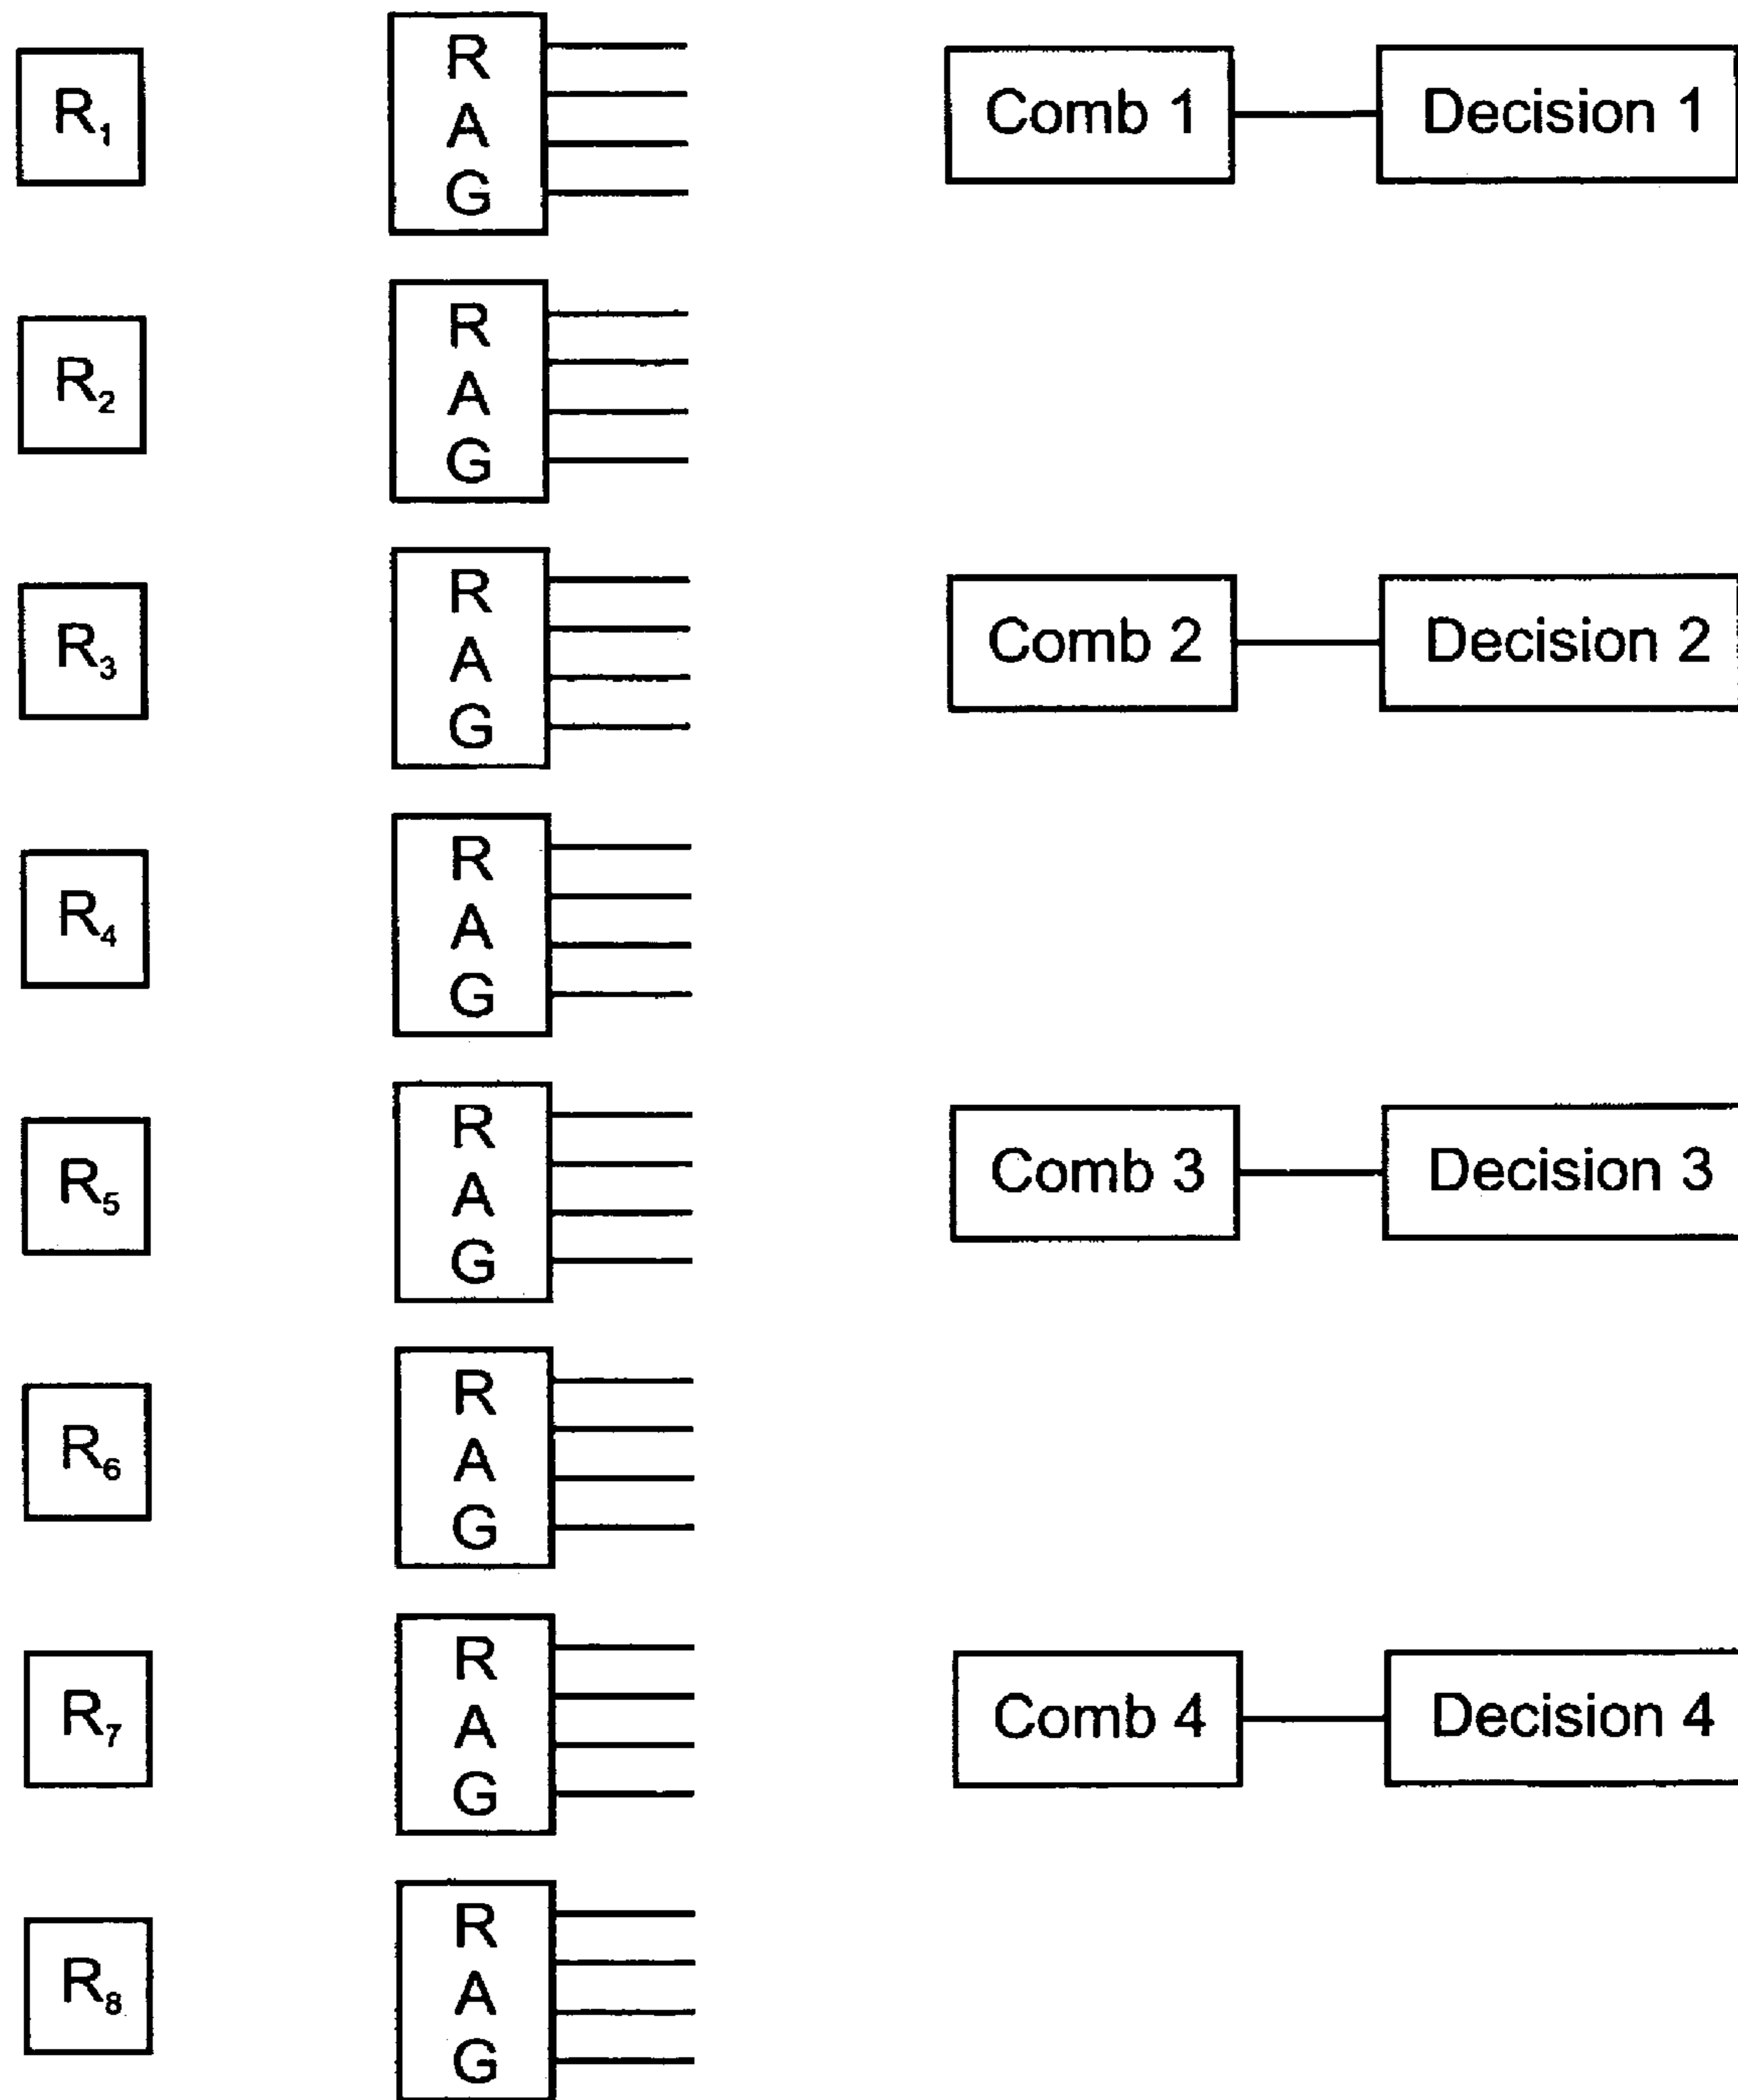 R₁
R
A
G
Comb 1
Decision 1
R₂
R
A
G
R₃
R
A
G
Comb 2
Decision 2
R₄
R
A
G
R₅
R
A
G
Comb 3
Decision 3
R₆
R
A
G
R₇
R
A
G
Comb 4
Decision 4
R₈
R
A
G